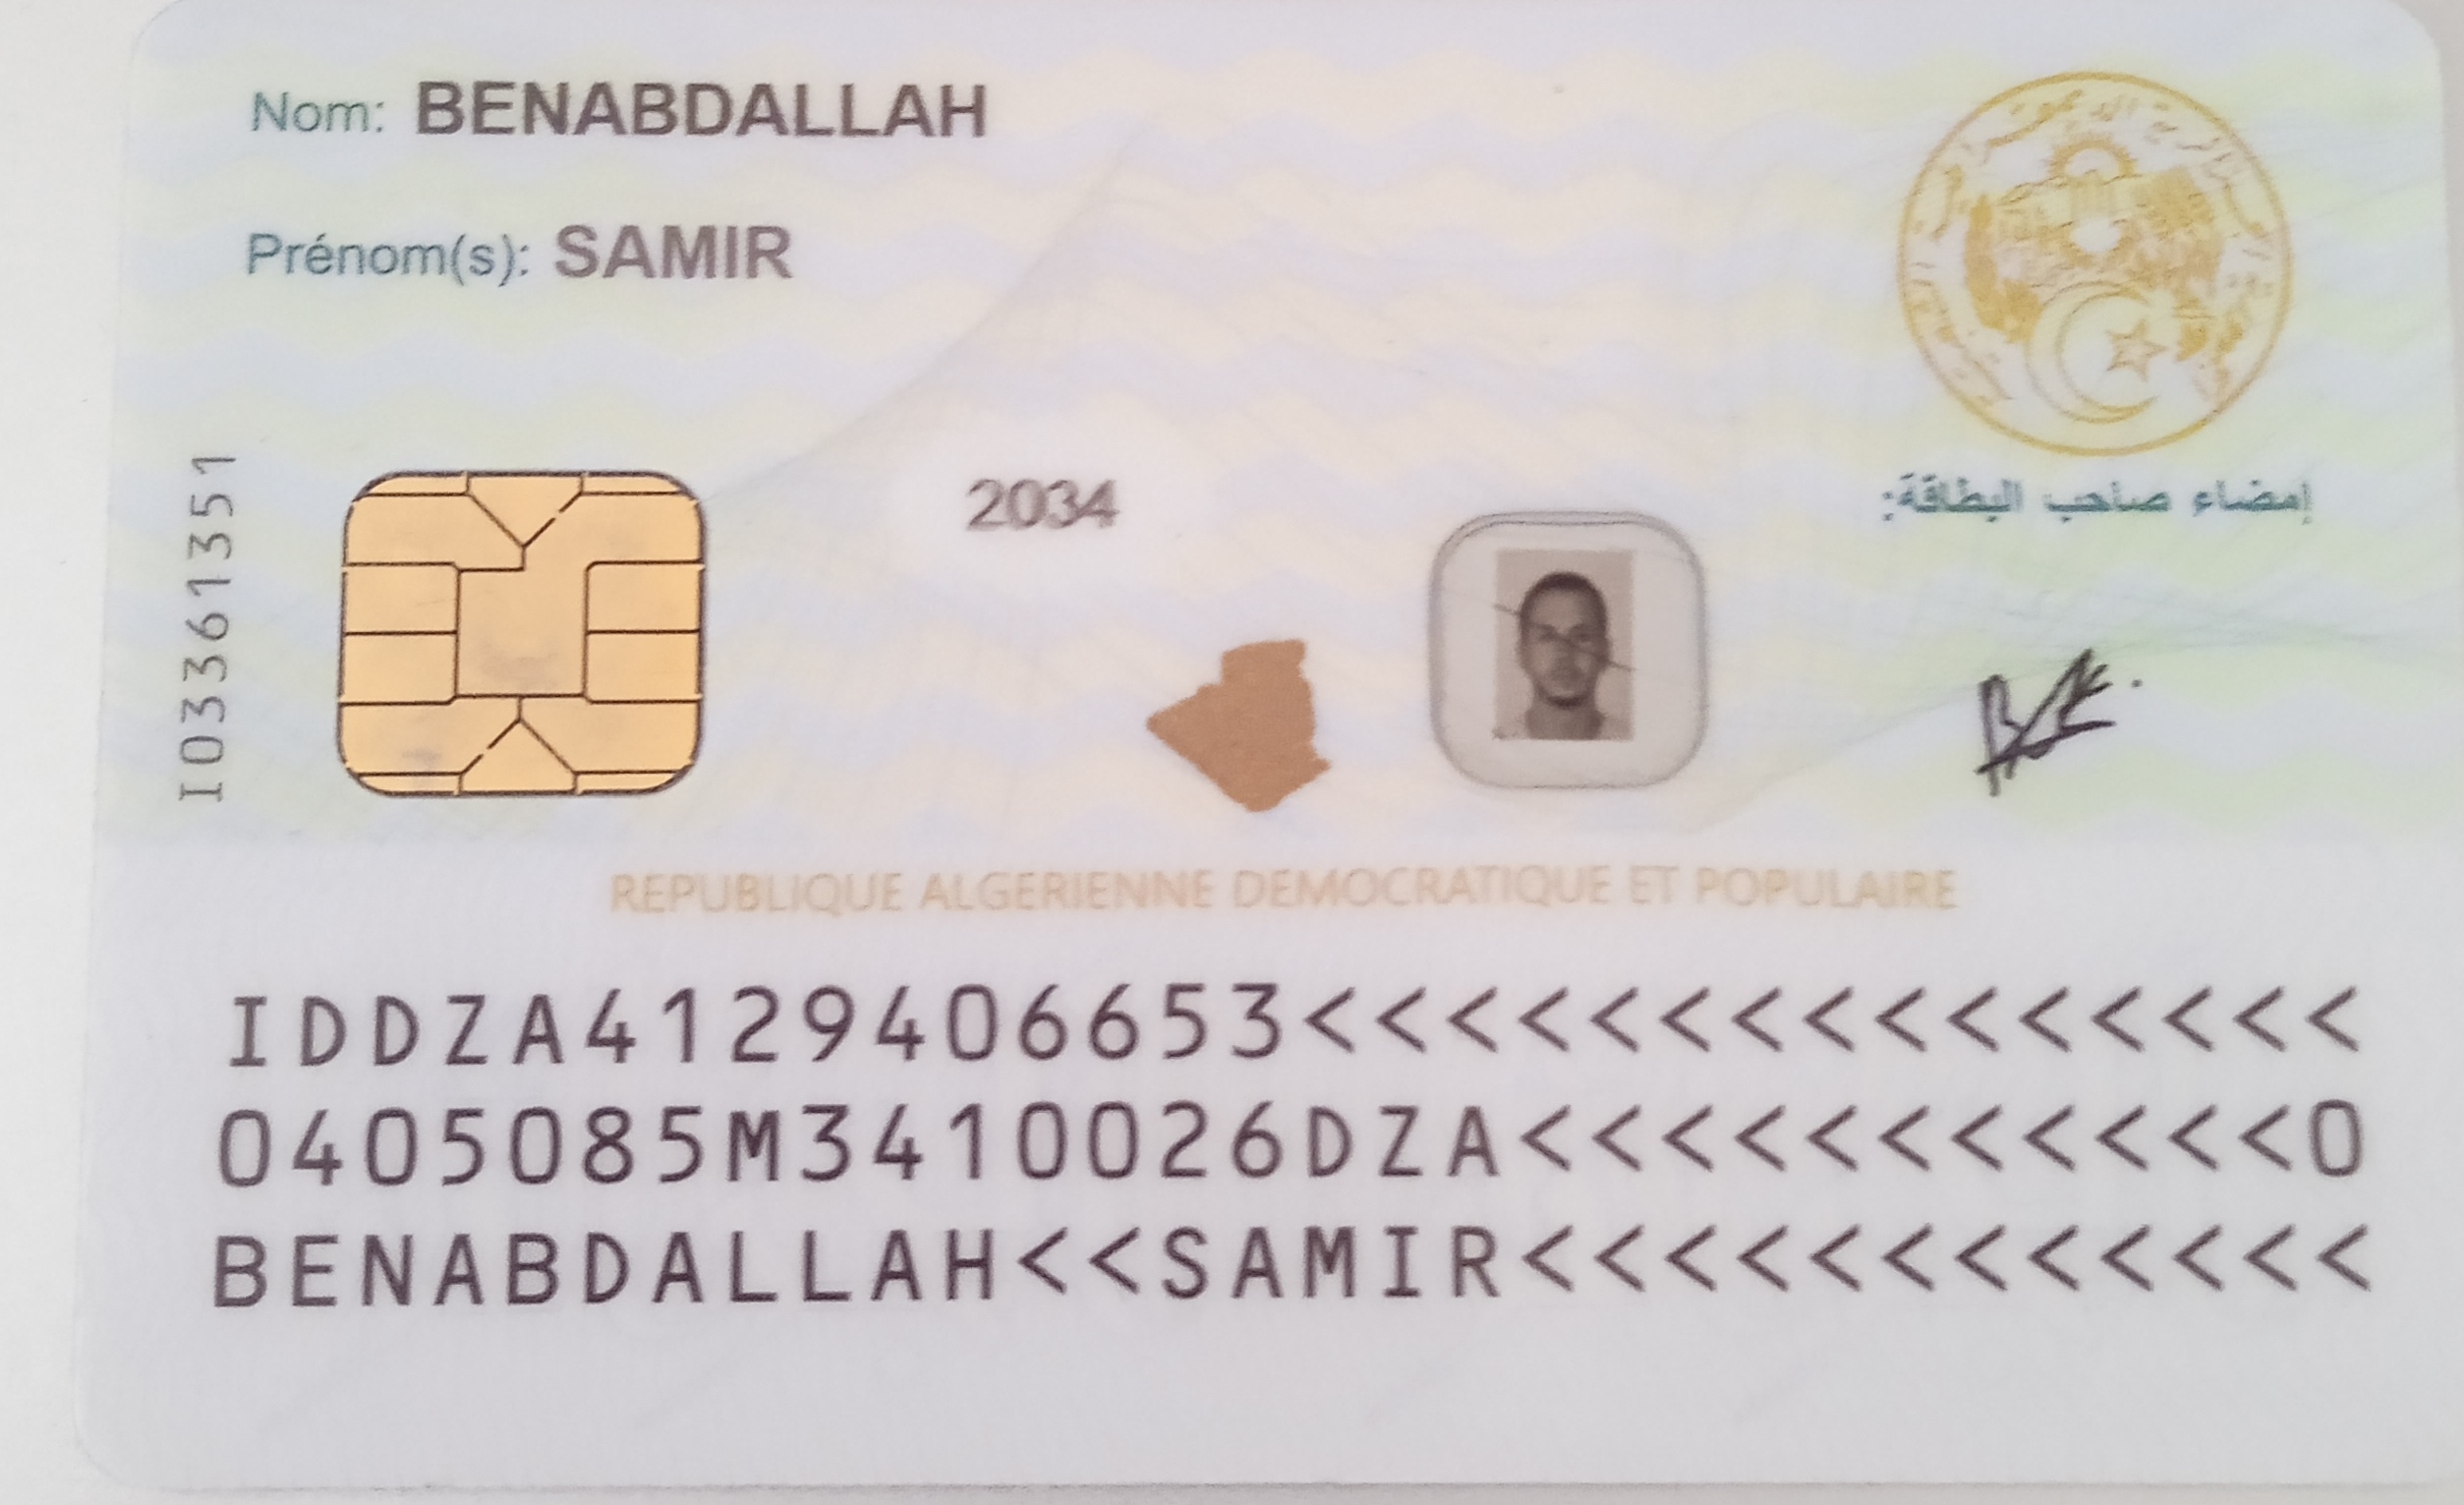 Nom: BENABDALLAH
Prénom(s): SAMIR
I03361351
2034
إمضاء صاحب البطاقة:
REPUBLIQUE ALGERIENNE DEMOCRATIQUE ET POPULAIRE
IDDZA4129406653<<<<<<<<<<<<<<<
0405085M3410026DZA<<<<<<<<<<<0
BENABDALLAH<<SAMIR<<<<<<<<<<<<